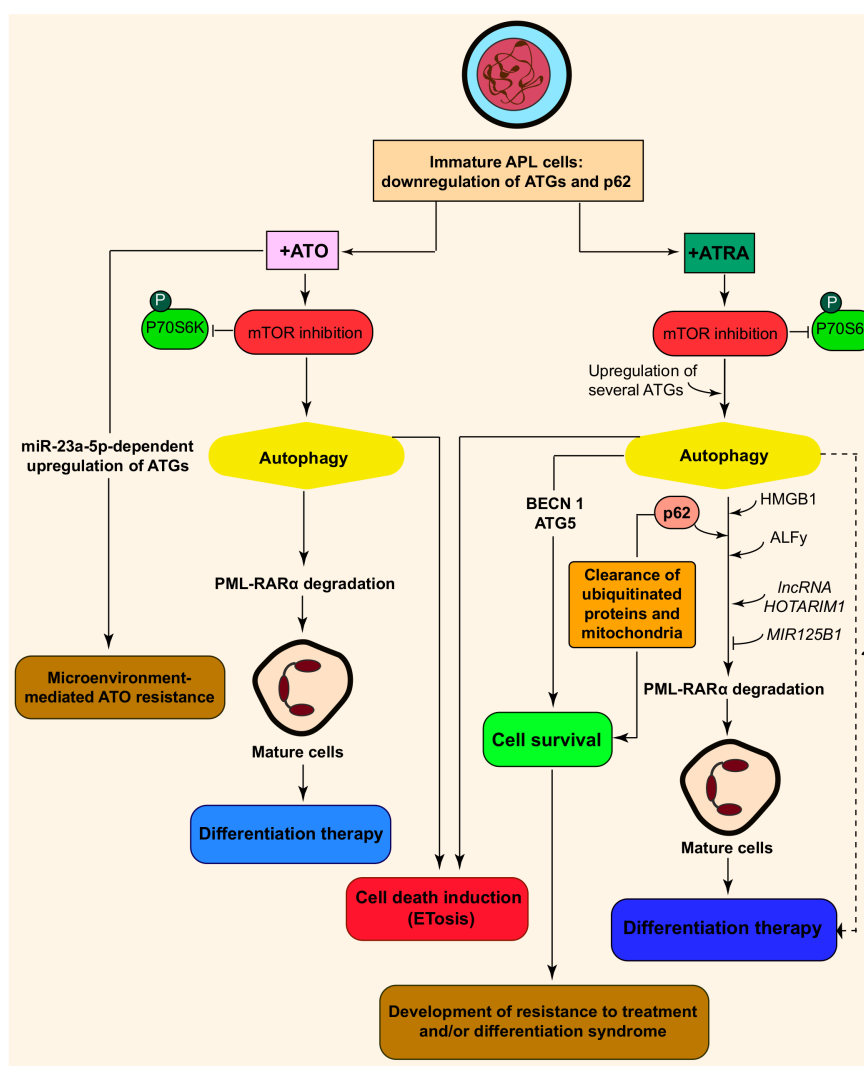 Immature APL cells:
downregulation of ATGs and p62
+ATO
+ATRA
P
P70S6K
mTOR inhibition
mTOR inhibition
P
P70S6
Upregulation of
several ATGs
miR-23a-5p-dependent
upregulation of ATGs
Autophagy
Autophagy
BECN 1
ATG5
p62
HMGB1
ALFy
Clearance of
ubiquitinated
proteins and
mitochondria
lncRNA
HOTARIM1
MIR125B1
PML-RARα degradation
PML-RARα degradation
Microenvironment-
mediated ATO resistance
Mature cells
Cell survival
Differentiation therapy
Mature cells
Cell death induction
(ETosis)
Differentiation therapy
Development of resistance to treatment
and/or differentiation syndrome